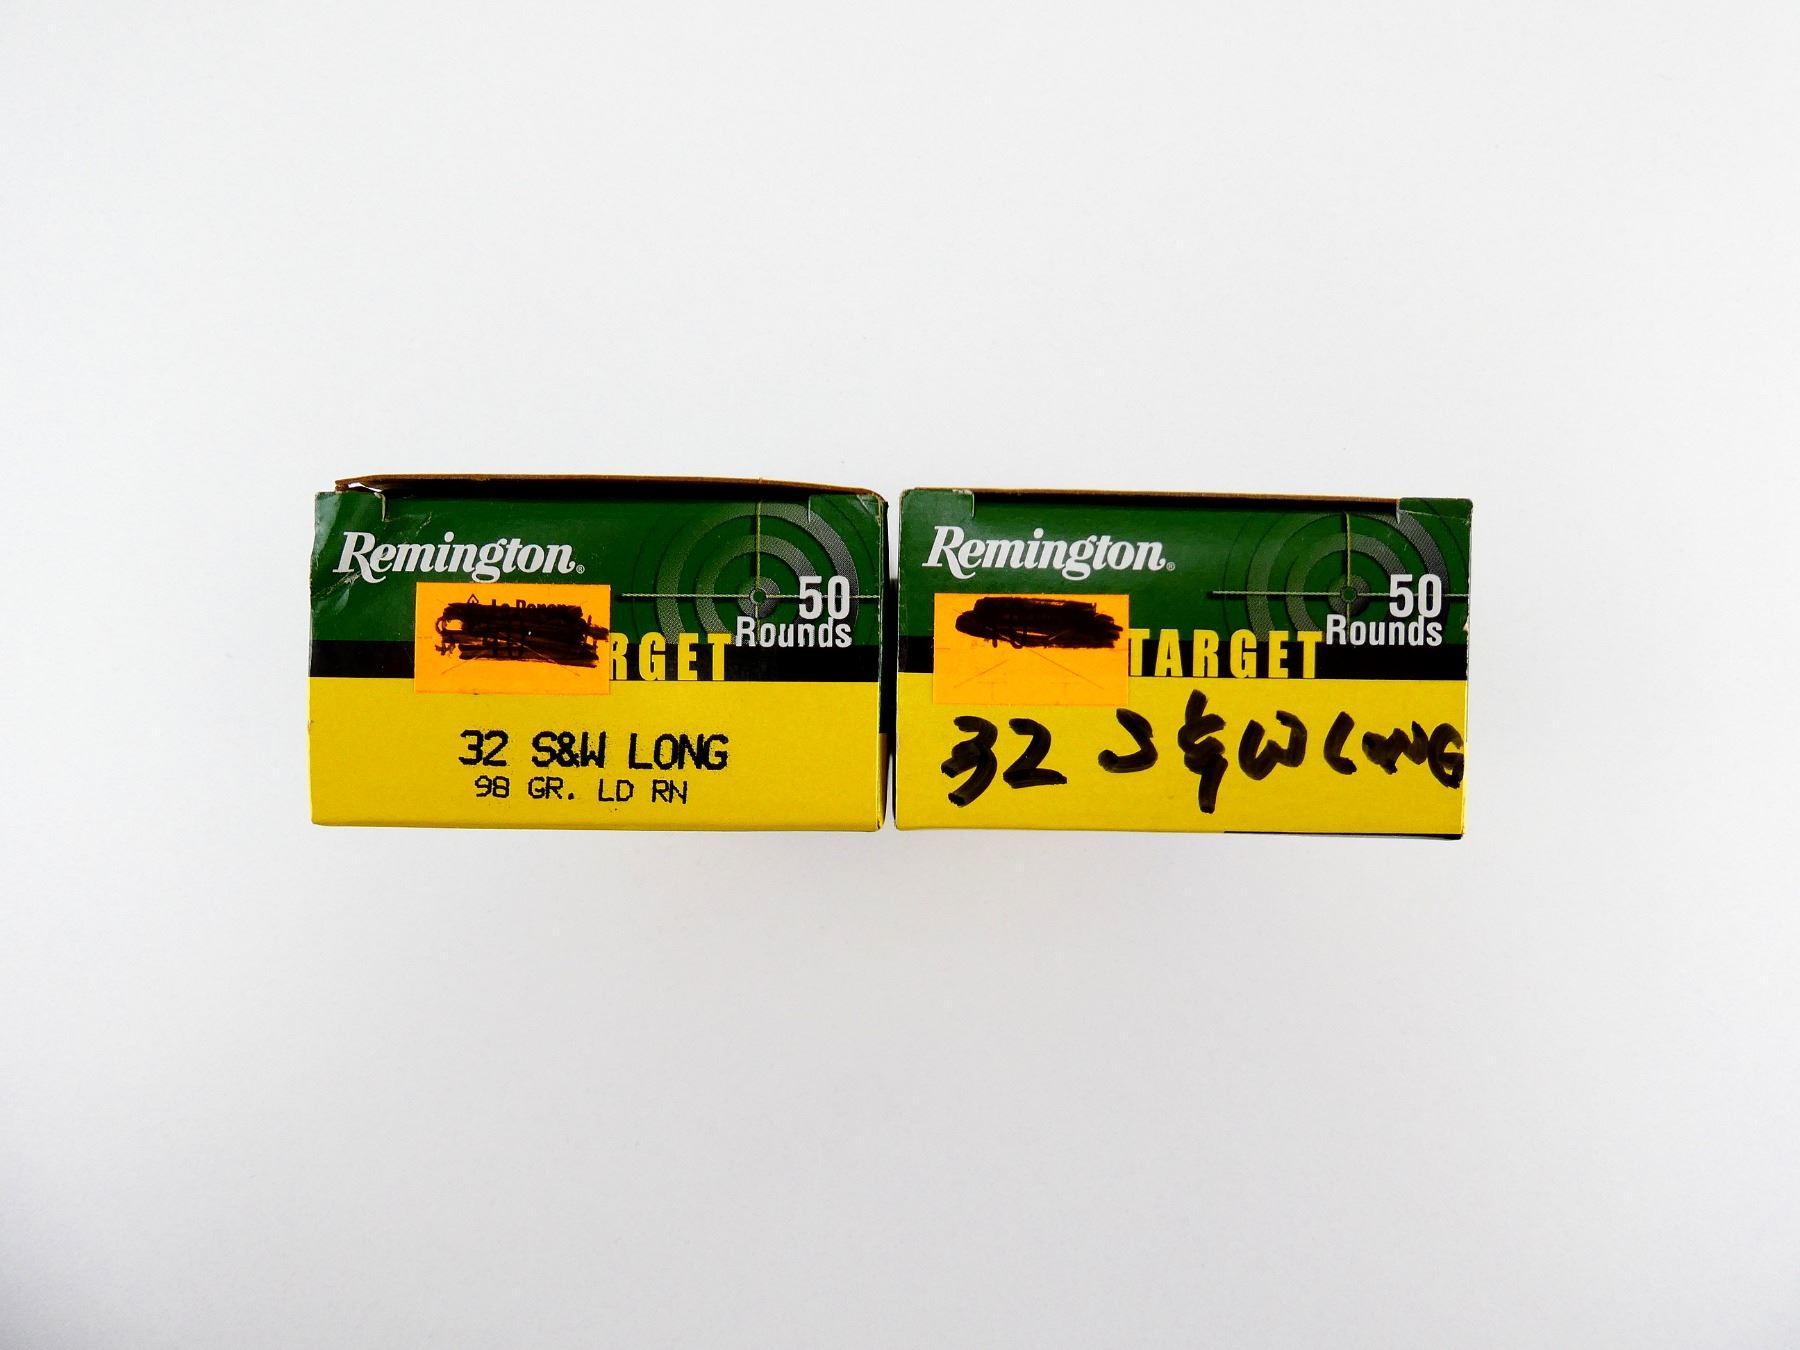 Remington®
50
Rounds
RGET
32 S&W LONG
98 GR. LD RN
Remington®
50
Rounds
TARGET
32 S&W LONG